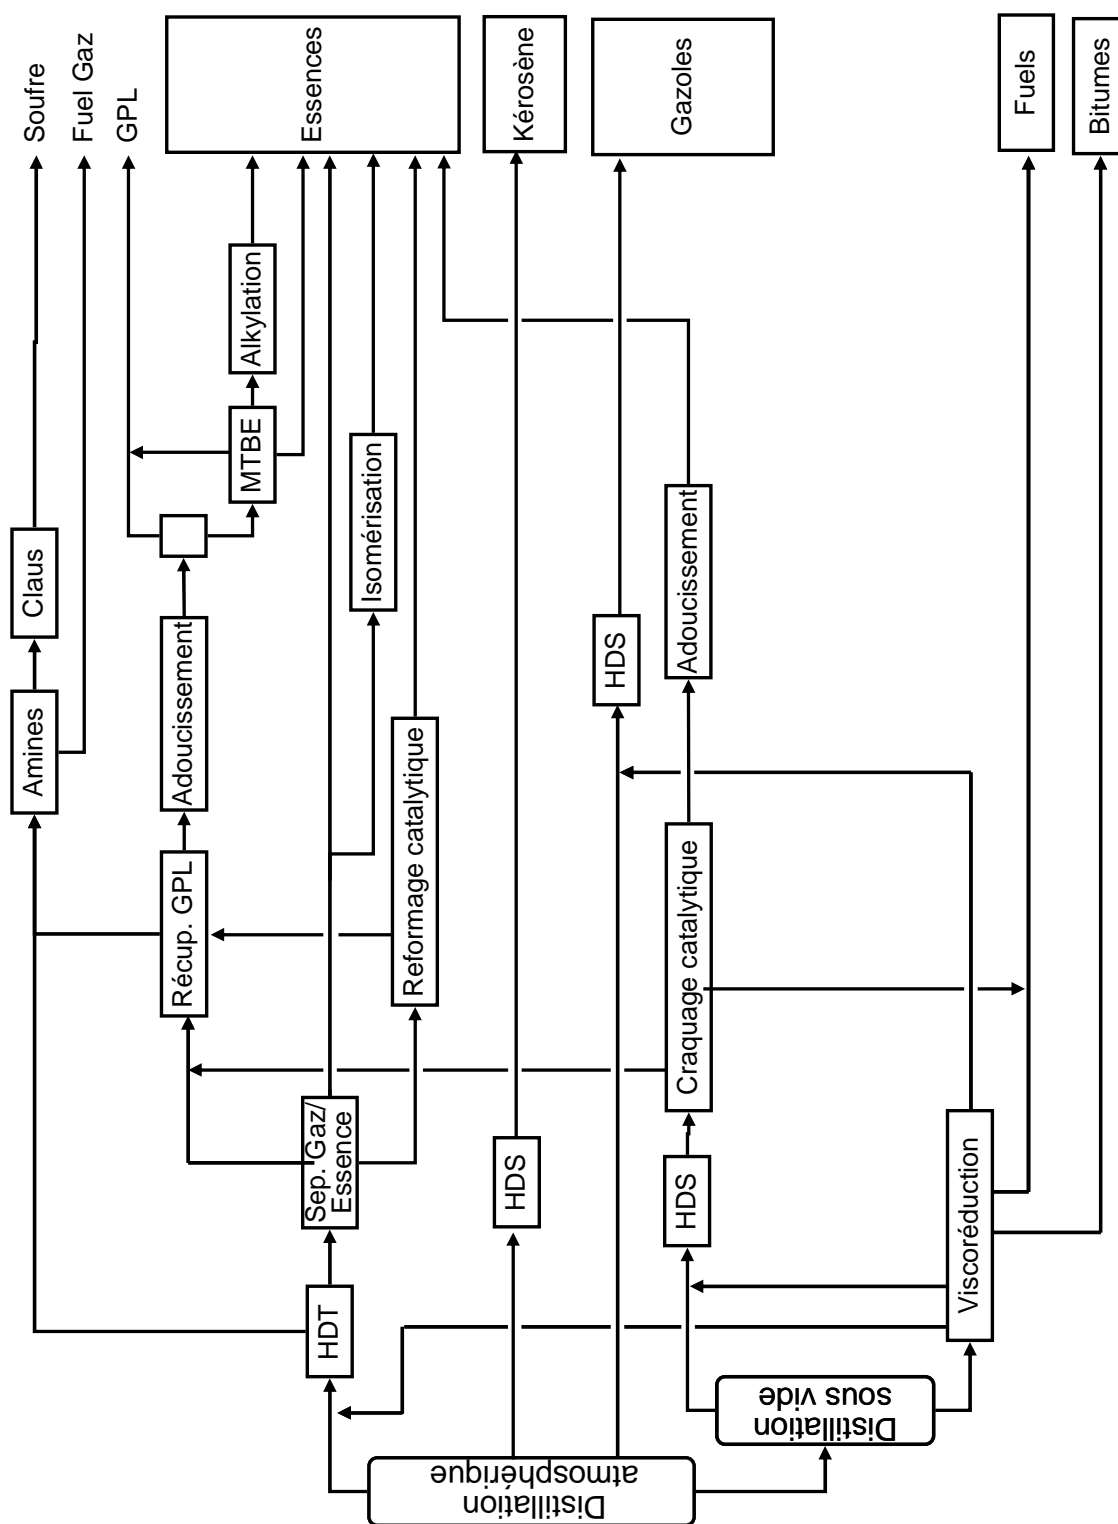 Soufre
Fuel Gaz
GPL
Essences
Kérosène
Gazoles
Fuels
Bitumes
Claus
Amines
Alkylation
MTBE
Adoucissement
Récup. GPL
Isomérisation
Reformage catalytique
Sep. Gaz/
Essence
HDT
HDS
HDS
Adoucissement
Craquage catalytique
HDS
Viscoréduction
Distillation
sous vide
Distillation
atmosphérique